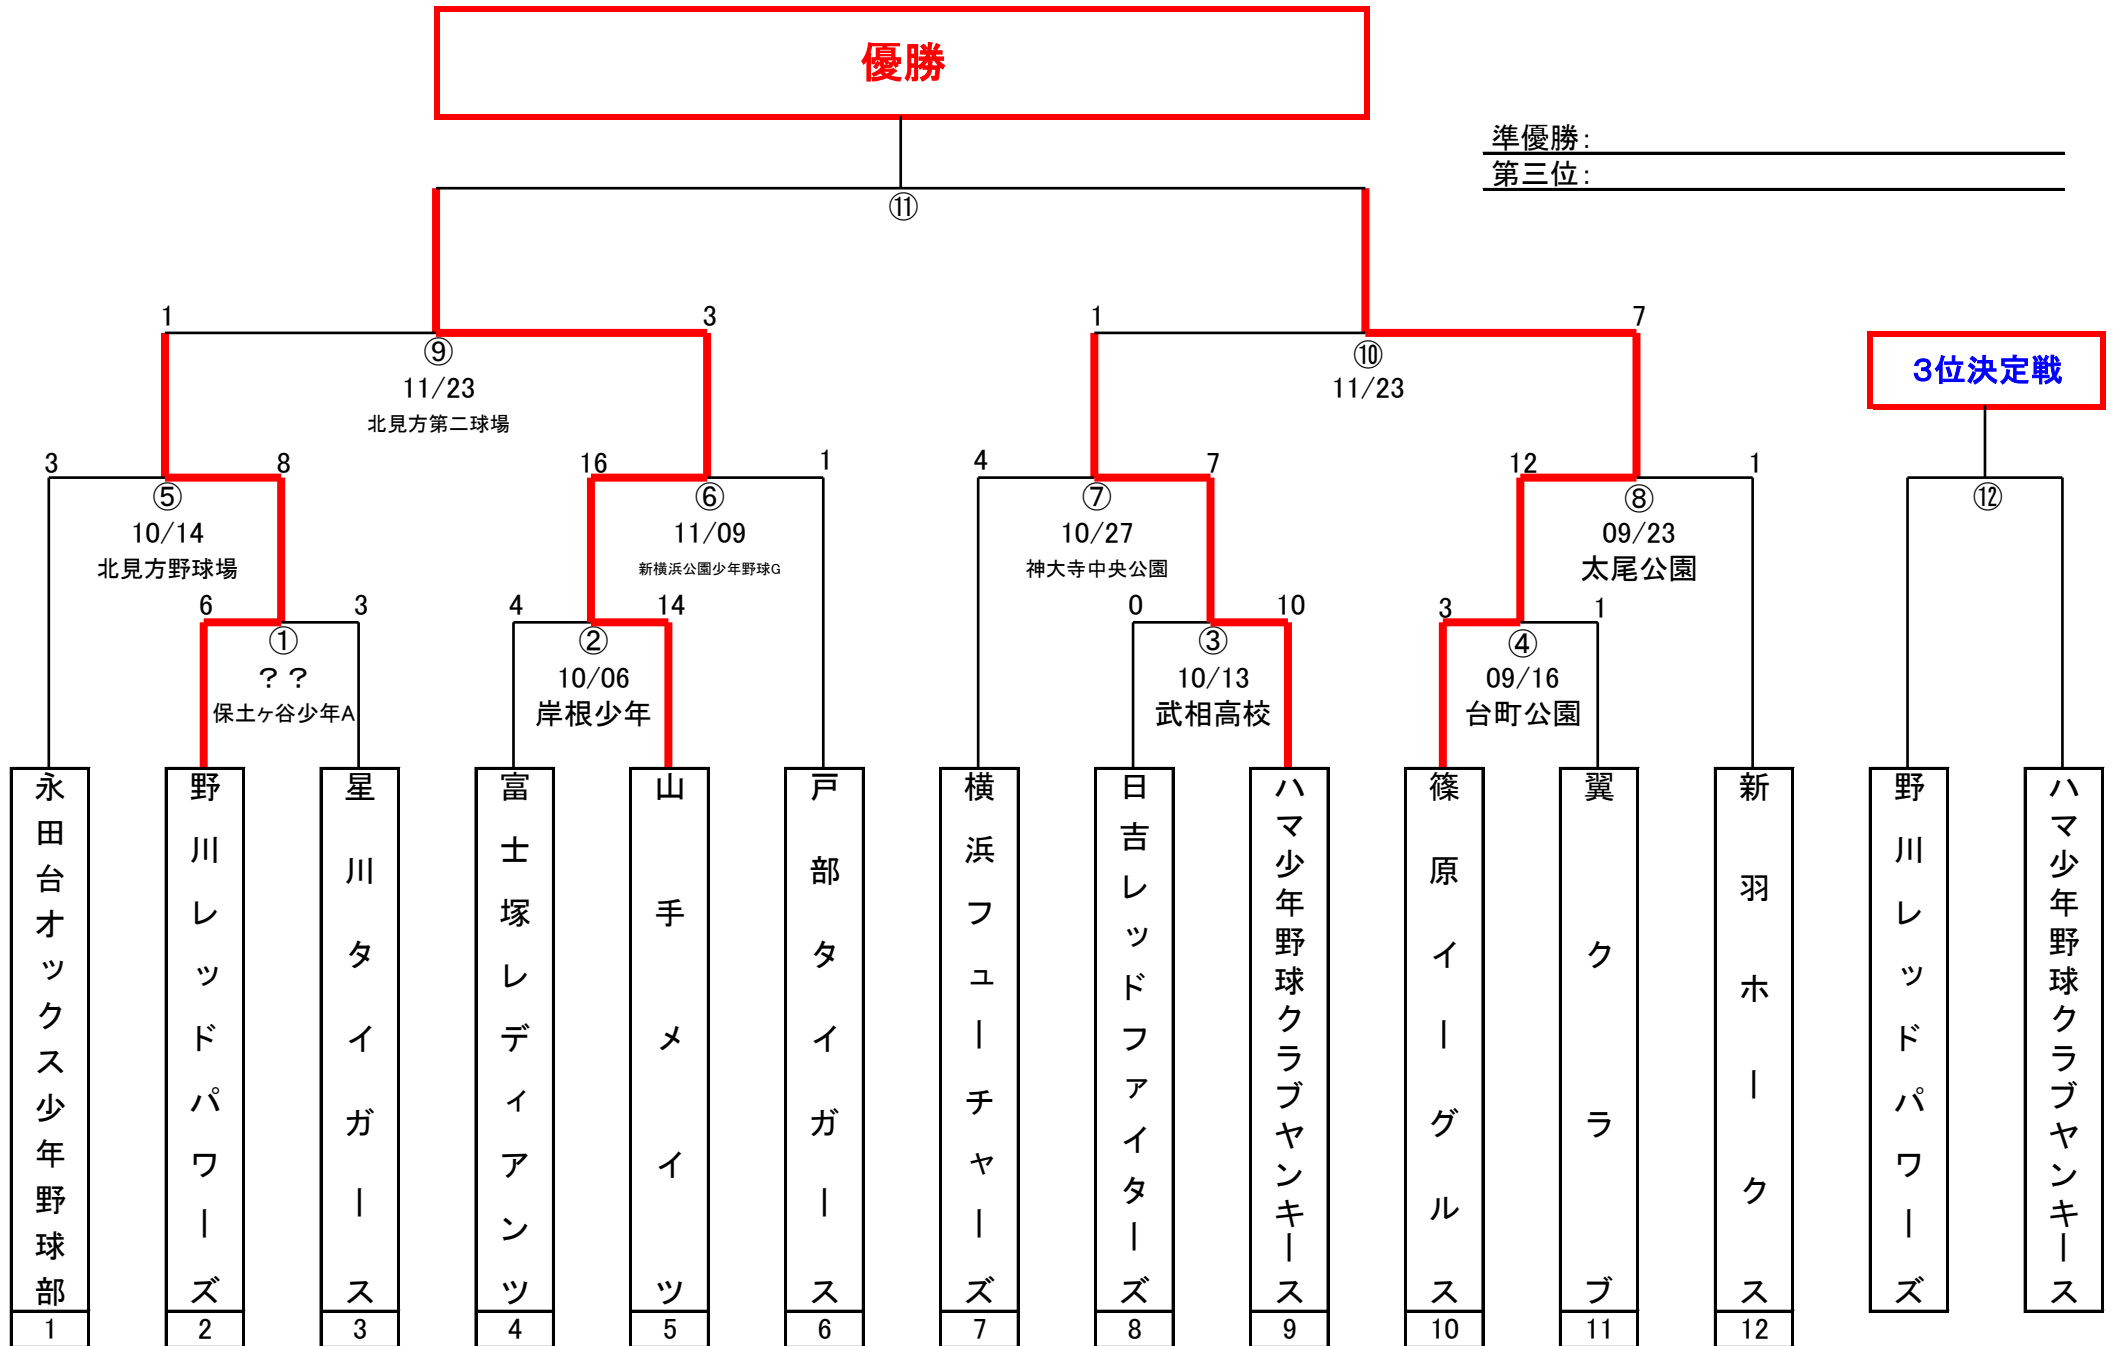 優勝
準優勝：
第三位：
⑪
1
3
1
7
⑨
⑩
11/23
11/23
北見方第二球場
3位決定戦
3
8
16
1
4
7
12
1
⑤
⑥
⑦
⑧
⑫
10/14
11/09
10/27
09/23
北見方野球場
新横浜公園少年野球G
神大寺中央公園
太尾公園
6
3
4
14
0
10
3
1
①
②
③
④
？？
10/06
10/13
09/16
保土ヶ谷少年A
岸根少年
武相高校
台町公園
永田台オックス少年野球部
野川レッドパワーズ
星川タイガース
富士塚レディアンツ
山手メイツ
戸部タイガース
横浜フューチャーズ
日吉レッドファイターズ
ハマ少年野球クラブヤンキース
篠原イーグルス
翼クラブ
新羽ホークス
野川レッドパワーズ
ハマ少年野球クラブヤンキース
1
2
3
4
5
6
7
8
9
10
11
12